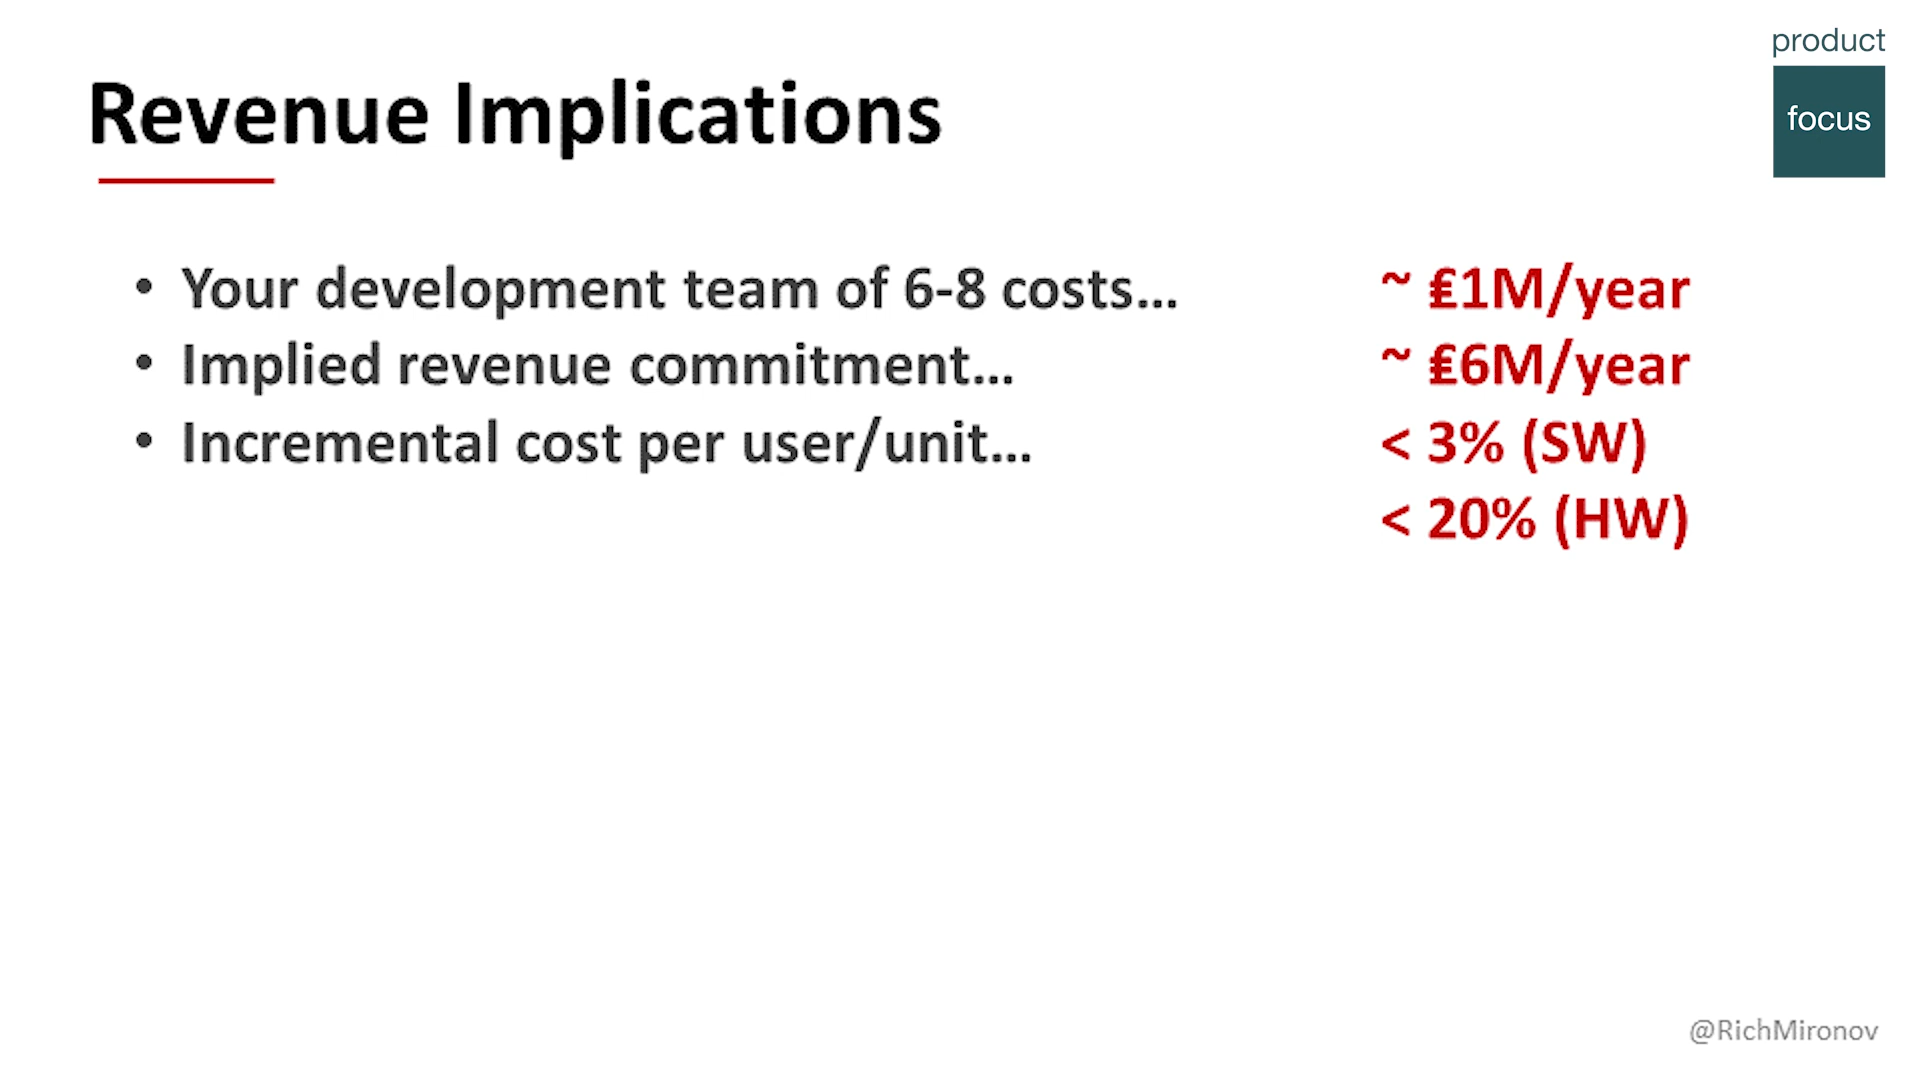 product
focus
Revenue Implications
• Your development team of 6-8 costs… ~ ₤1M/year
• Implied revenue commitment… ~ ₤6M/year
• Incremental cost per user/unit… < 3% (SW)
< 20% (HW)
@RichMironov